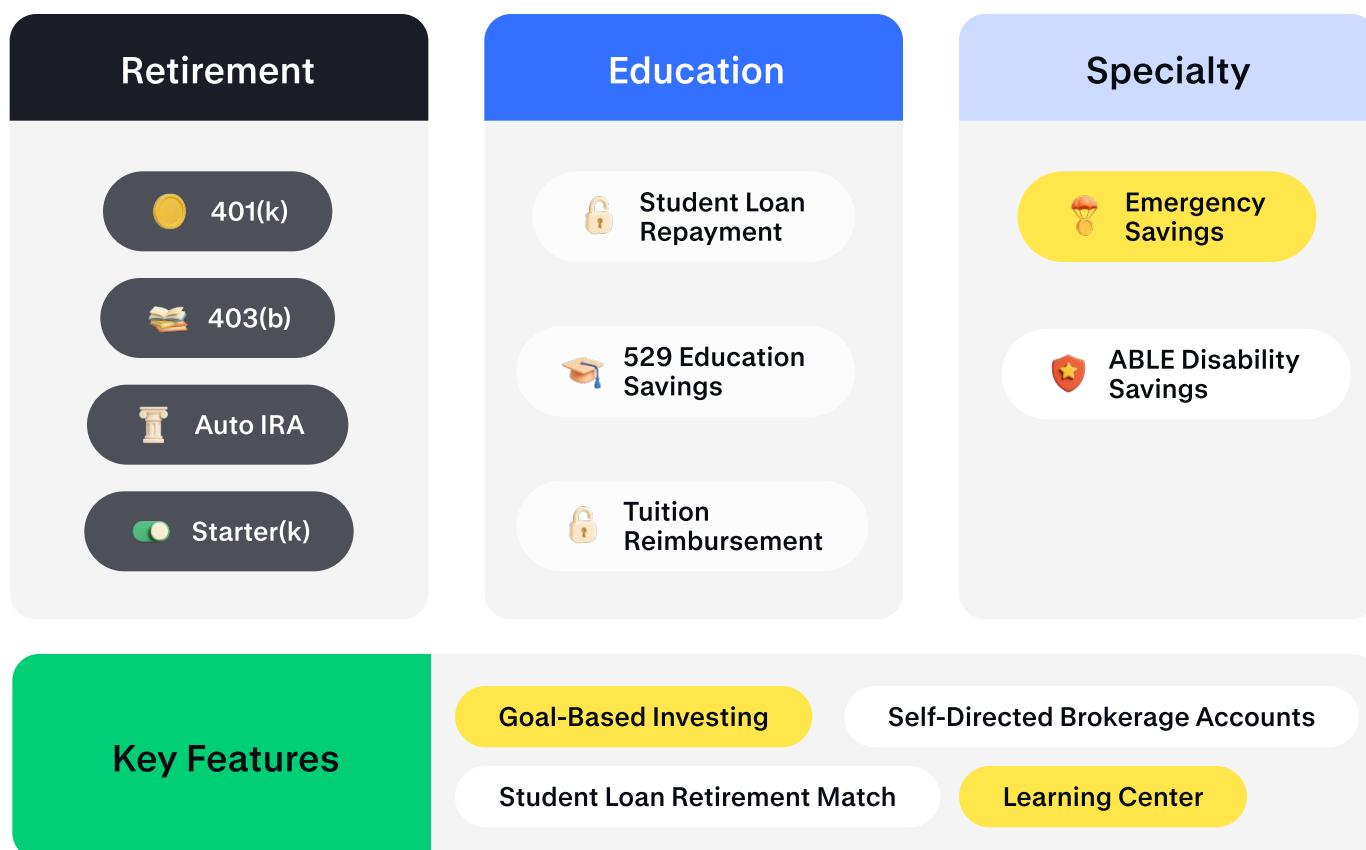 Retirement
401(k)
403(b)
Auto IRA
Starter(k)
Education
Student Loan
Repayment
529 Education
Savings
Tuition
Reimbursement
Specialty
Emergency
Savings
ABLE Disability
Savings
Key Features
Goal-Based Investing
Self-Directed Brokerage Accounts
Student Loan Retirement Match
Learning Center